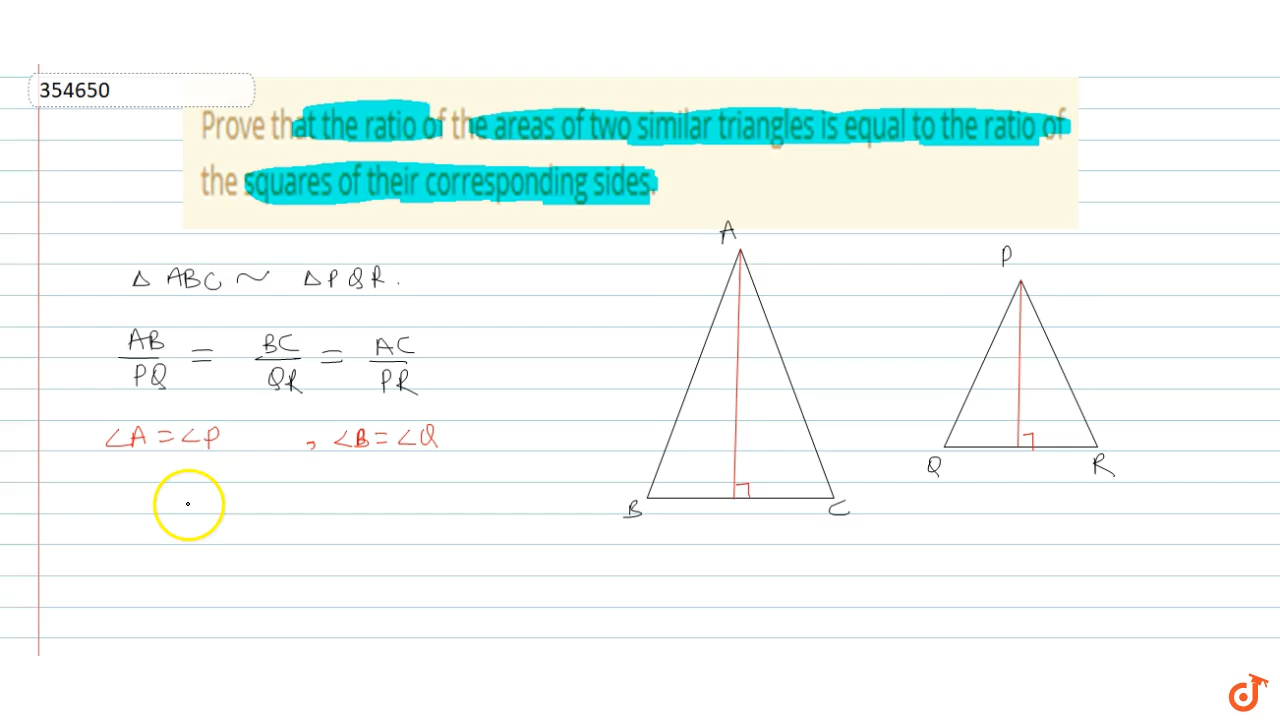 354650
Prove that the ratio of the areas of two similar triangles is equal to the ratio of
the squares of their corresponding sides.
A
P
△ ABC ~ △ PQR.
AB/PQ = BC/QR = AC/PR
∠A = ∠P , ∠B = ∠Q
Q R
B C